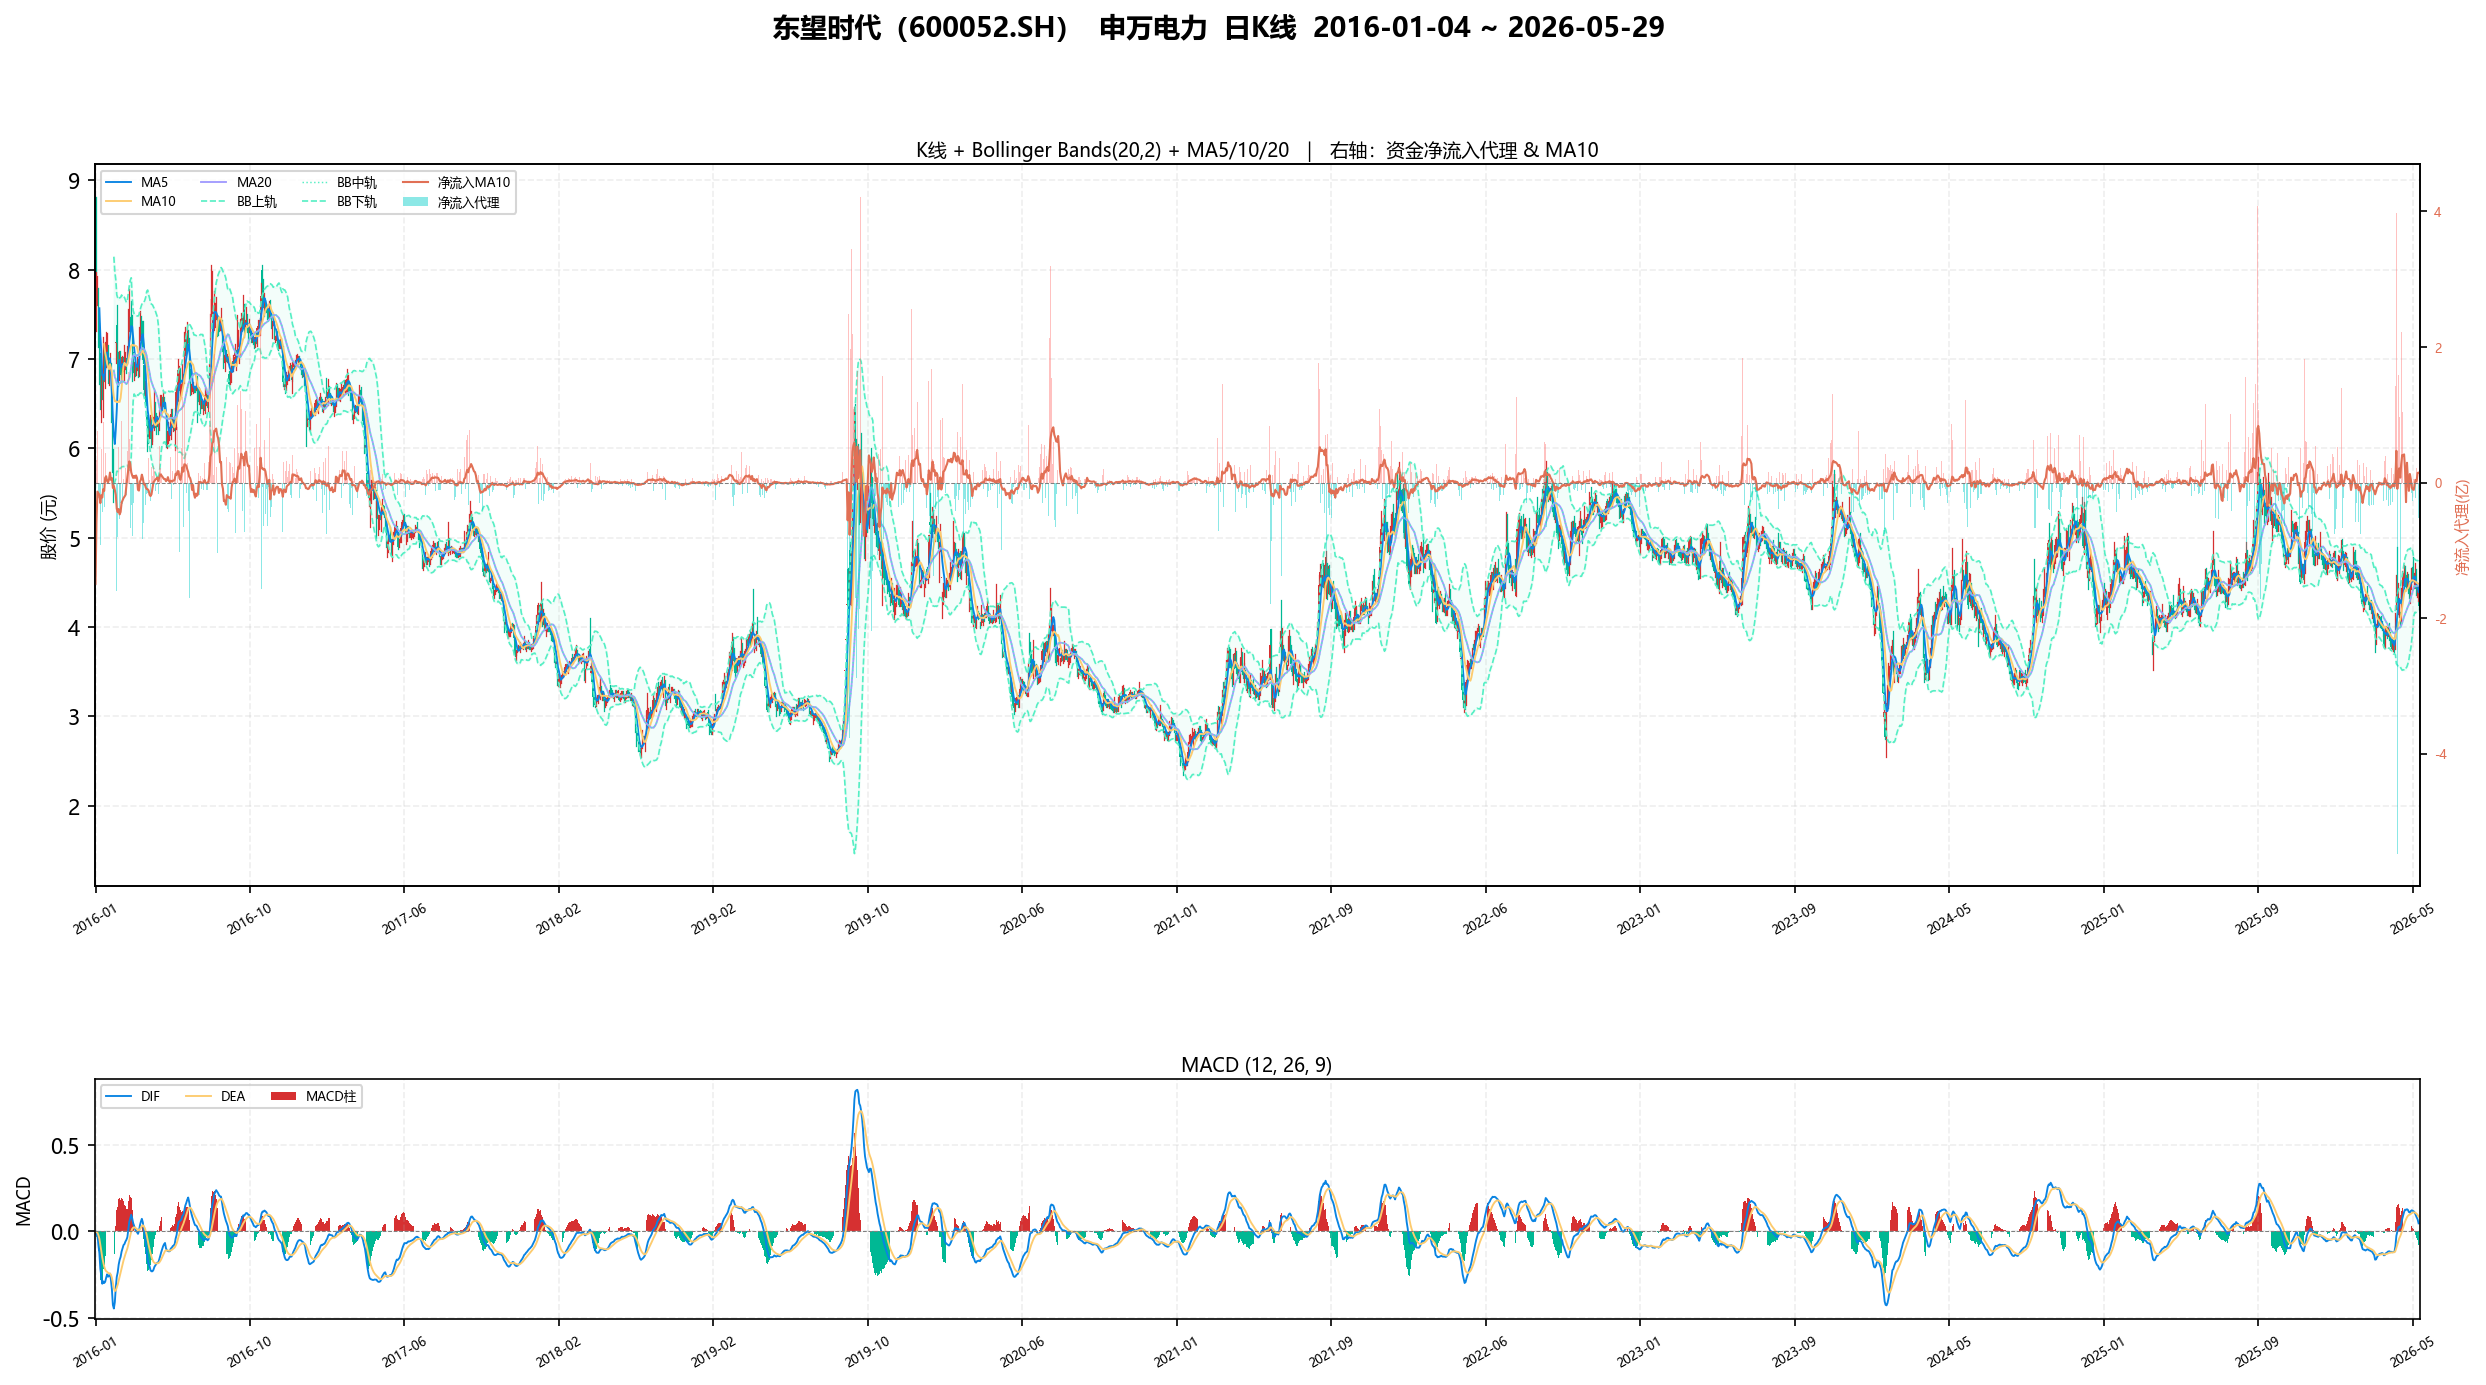 东望时代（600052.SH）  申万电力  日K线  2016-01-04 ~ 2026-05-29
K线 + Bollinger Bands(20,2) + MA5/10/20  |  右轴：资金净流入代理 & MA10
MA5 MA20 BB中轨 净流入MA10
MA10 BB上轨 BB下轨 净流入代理
股价 (元)
9
8
7
6
5
4
3
2
4
2
0
-2
-4
净流入代理(亿)
2016-01 2016-10 2017-06 2018-02 2019-02 2019-10 2020-06 2021-01 2021-09 2022-06 2023-01 2023-09 2024-05 2025-01 2025-09 2026-05
MACD (12, 26, 9)
DIF DEA MACD柱
MACD
0.5
0.0
-0.5
2016-01 2016-10 2017-06 2018-02 2019-02 2019-10 2020-06 2021-01 2021-09 2022-06 2023-01 2023-09 2024-05 2025-01 2025-09 2026-05